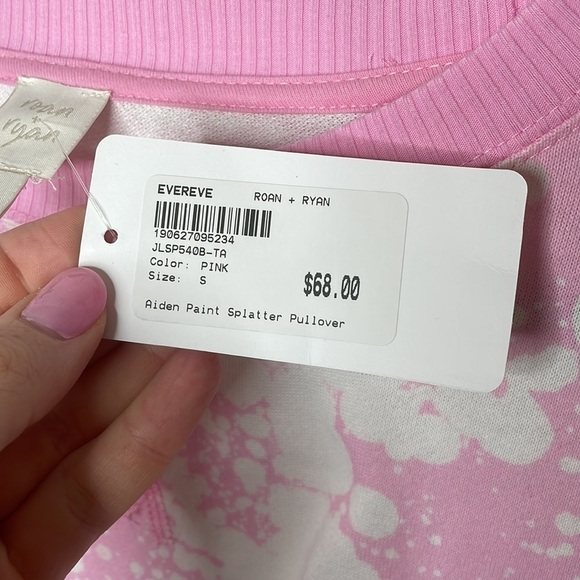 roan
+
ryan
EVEREVE ROAN + RYAN
190627095234
JLSP540B-TA
Color: PINK
Size: S
$68.00
Aiden Paint Splatter Pullover